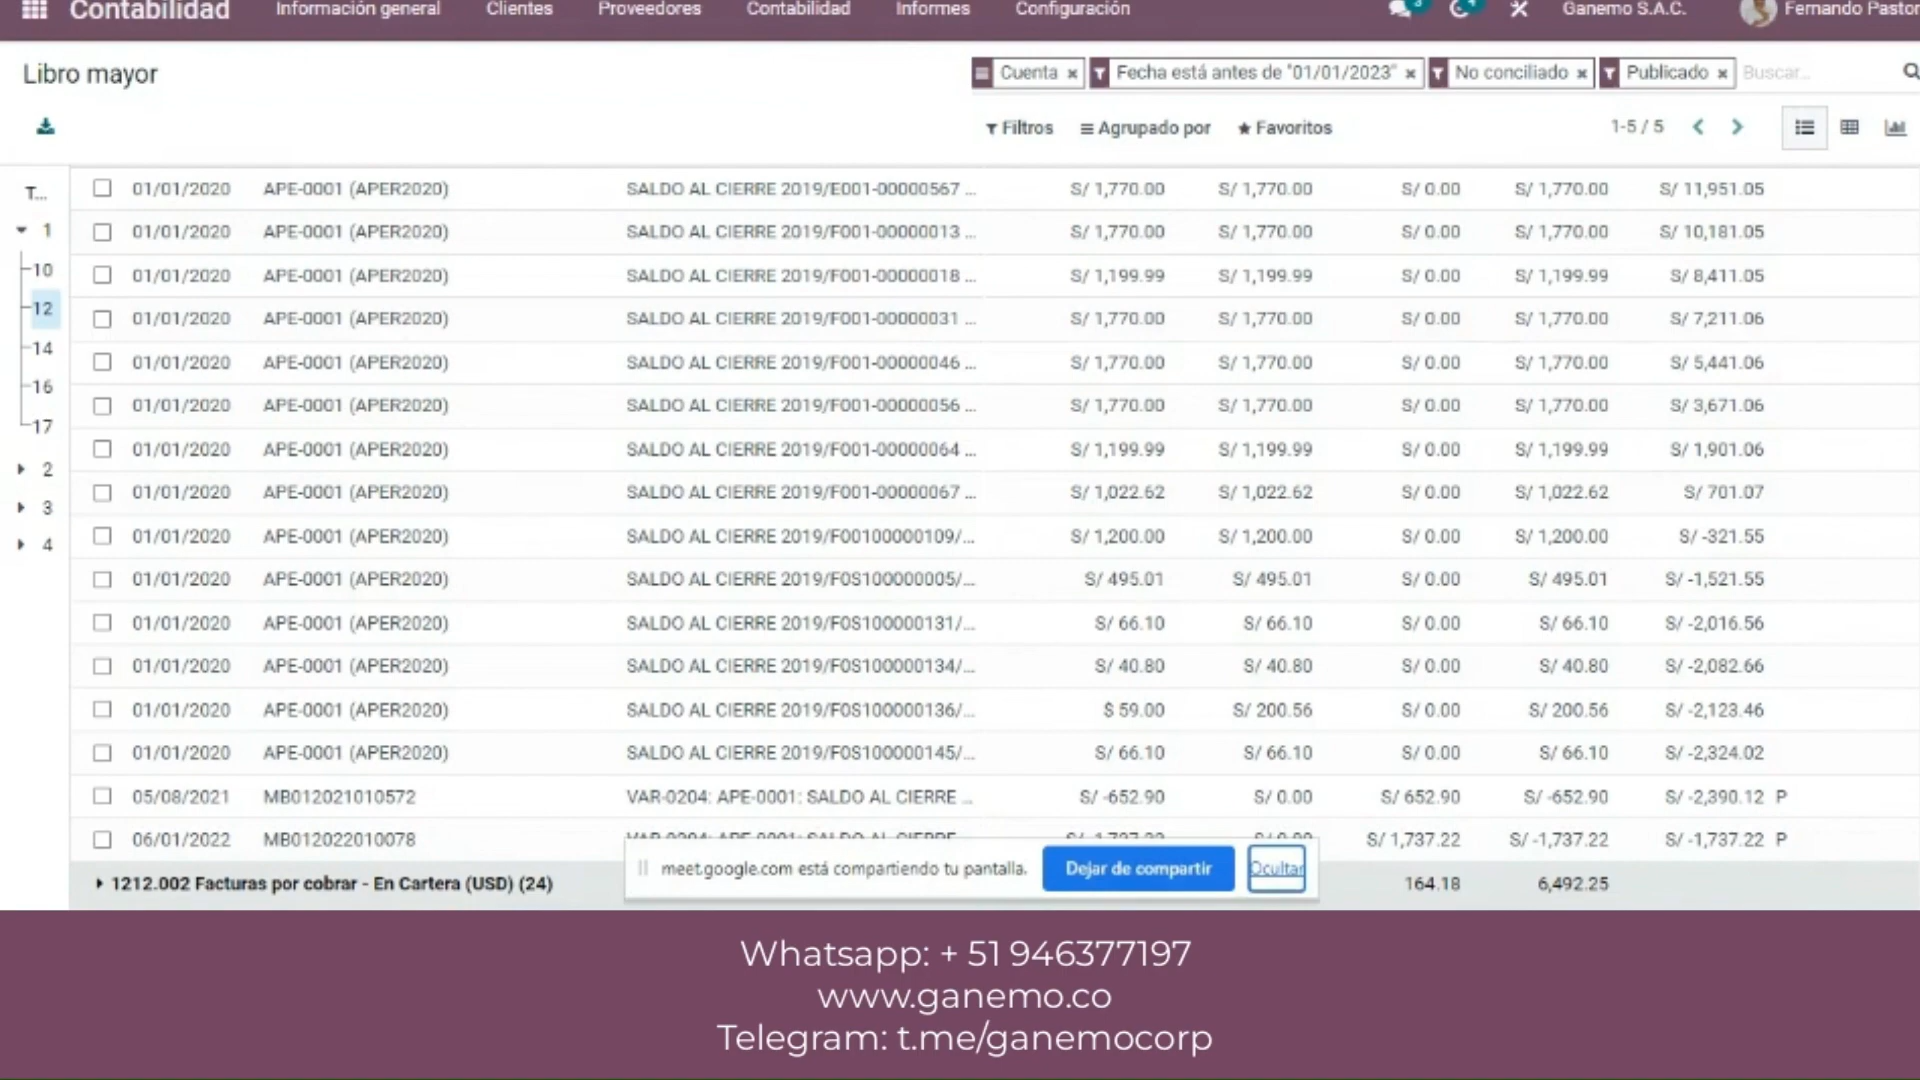 Contabilidad Información general Clientes Proveedores Contabilidad Informes Configuración 3 4 Ganemo S.A.C. Fernando Pastor
Libro mayor Cuenta × Fecha está antes de "01/01/2023" × No conciliado × Publicado × Buscar...
Filtros Agrupado por Favoritos 1-5 / 5
T...
1
10
12
14
16
17
2
3
4
01/01/2020 APE-0001 (APER2020) SALDO AL CIERRE 2019/E001-00000567 ... S/ 1,770.00 S/ 1,770.00 S/ 0.00 S/ 1,770.00 S/ 11,951.05
01/01/2020 APE-0001 (APER2020) SALDO AL CIERRE 2019/F001-00000013 ... S/ 1,770.00 S/ 1,770.00 S/ 0.00 S/ 1,770.00 S/ 10,181.05
01/01/2020 APE-0001 (APER2020) SALDO AL CIERRE 2019/F001-00000018 ... S/ 1,199.99 S/ 1,199.99 S/ 0.00 S/ 1,199.99 S/ 8,411.05
01/01/2020 APE-0001 (APER2020) SALDO AL CIERRE 2019/F001-00000031 ... S/ 1,770.00 S/ 1,770.00 S/ 0.00 S/ 1,770.00 S/ 7,211.06
01/01/2020 APE-0001 (APER2020) SALDO AL CIERRE 2019/F001-00000046 ... S/ 1,770.00 S/ 1,770.00 S/ 0.00 S/ 1,770.00 S/ 5,441.06
01/01/2020 APE-0001 (APER2020) SALDO AL CIERRE 2019/F001-00000056 ... S/ 1,770.00 S/ 1,770.00 S/ 0.00 S/ 1,770.00 S/ 3,671.06
01/01/2020 APE-0001 (APER2020) SALDO AL CIERRE 2019/F001-00000064 ... S/ 1,199.99 S/ 1,199.99 S/ 0.00 S/ 1,199.99 S/ 1,901.06
01/01/2020 APE-0001 (APER2020) SALDO AL CIERRE 2019/F001-00000067 ... S/ 1,022.62 S/ 1,022.62 S/ 0.00 S/ 1,022.62 S/ 701.07
01/01/2020 APE-0001 (APER2020) SALDO AL CIERRE 2019/F00100000109/... S/ 1,200.00 S/ 1,200.00 S/ 0.00 S/ 1,200.00 S/ -321.55
01/01/2020 APE-0001 (APER2020) SALDO AL CIERRE 2019/F0S100000005/... S/ 495.01 S/ 495.01 S/ 0.00 S/ 495.01 S/ -1,521.55
01/01/2020 APE-0001 (APER2020) SALDO AL CIERRE 2019/F0S100000131/... S/ 66.10 S/ 66.10 S/ 0.00 S/ 66.10 S/ -2,016.56
01/01/2020 APE-0001 (APER2020) SALDO AL CIERRE 2019/F0S100000134/... S/ 40.80 S/ 40.80 S/ 0.00 S/ 40.80 S/ -2,082.66
01/01/2020 APE-0001 (APER2020) SALDO AL CIERRE 2019/F0S100000136/... $ 59.00 S/ 200.56 S/ 0.00 S/ 200.56 S/ -2,123.46
01/01/2020 APE-0001 (APER2020) SALDO AL CIERRE 2019/F0S100000145/... S/ 66.10 S/ 66.10 S/ 0.00 S/ 66.10 S/ -2,324.02
05/08/2021 MB012021010572 VAR-0204: APE-0001: SALDO AL CIERRE ... S/ -652.90 S/ 0.00 S/ 652.90 S/ -652.90 S/ -2,390.12 P
06/01/2022 MB012022010078 S/ 1,737.22 S/ -1,737.22 S/ -1,737.22 P
1212.002 Facturas por cobrar - En Cartera (USD) (24) 164.18 6,492.25
meet.google.com está compartiendo tu pantalla. Dejar de compartir Ocultar
Whatsapp: + 51 946377197
www.ganemo.co
Telegram: t.me/ganemocorp